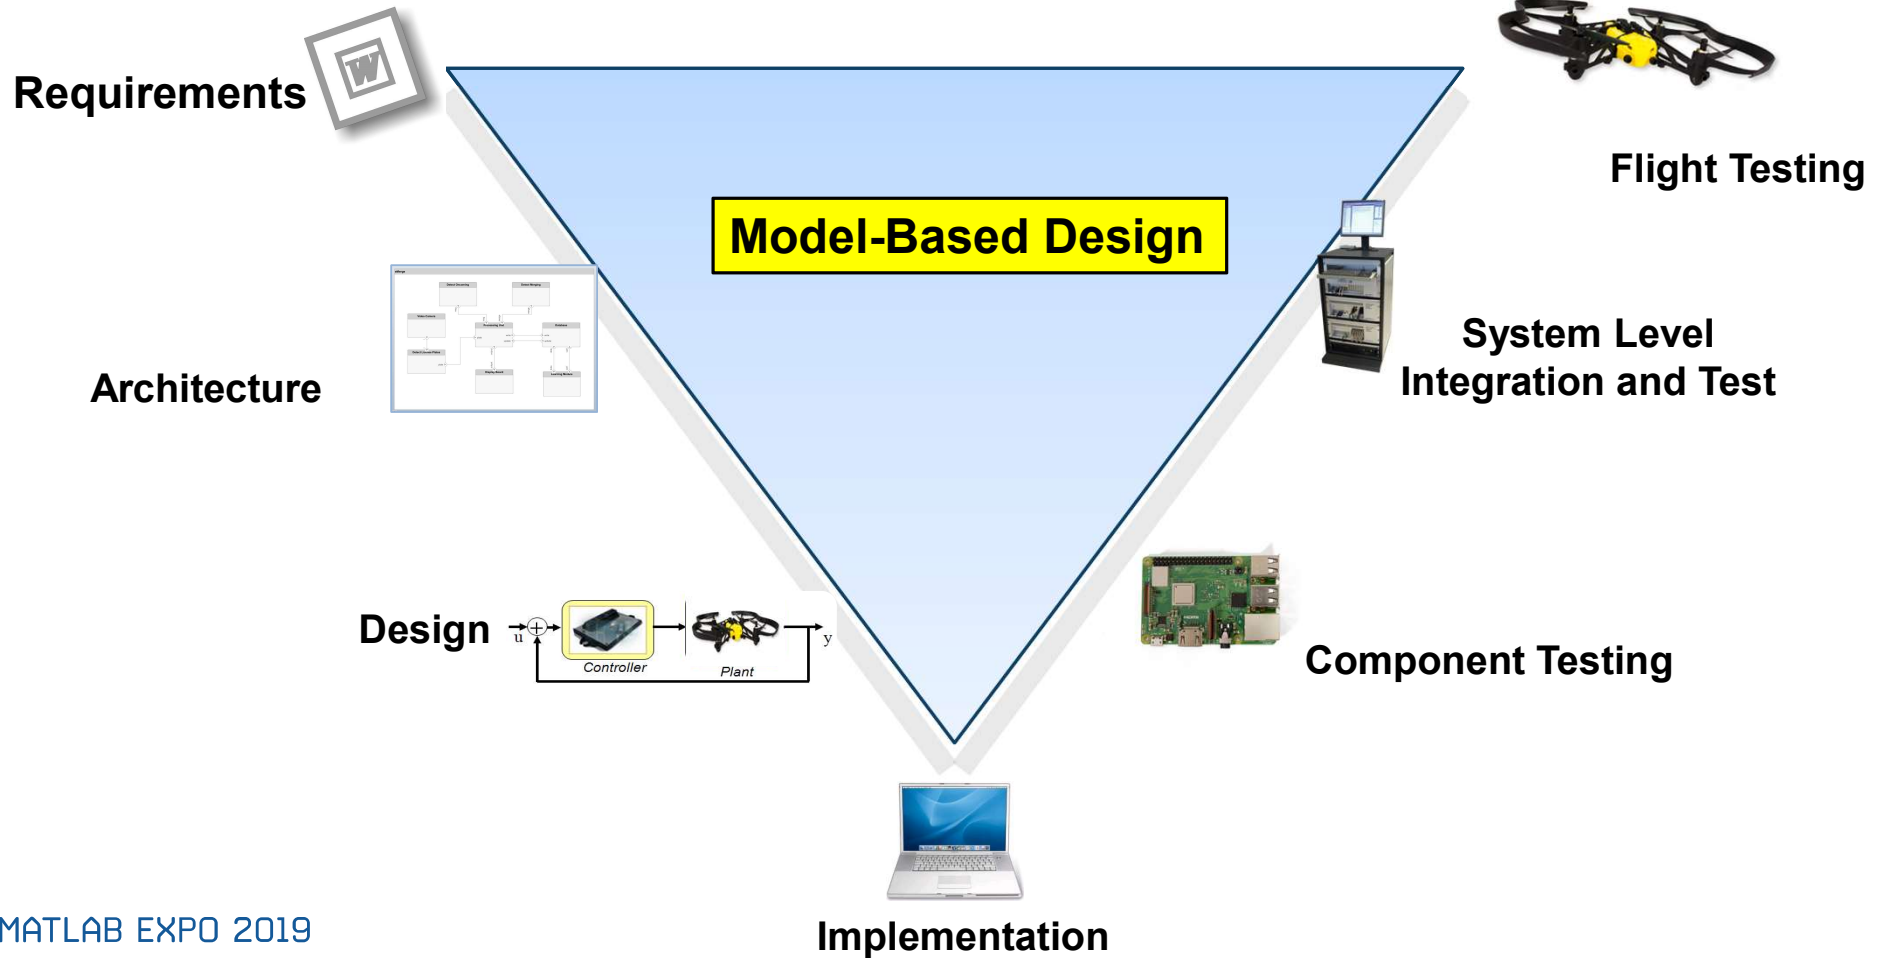 Requirements
W
Flight Testing
Model-Based Design
Architecture
System Level
Integration and Test
Design
u
y
Controller
Plant
Component Testing
Implementation
MATLAB EXPO 2019